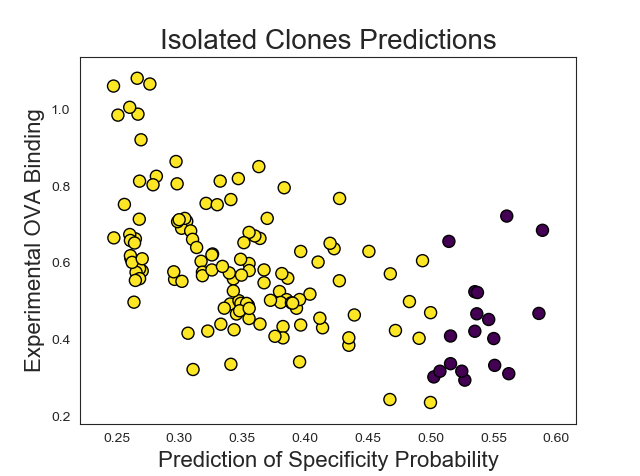 Isolated Clones Predictions
Experimental OVA Binding
1.0
0.8
0.6
0.4
0.2
0.25 0.30 0.35 0.40 0.45 0.50 0.55 0.60
Prediction of Specificity Probability